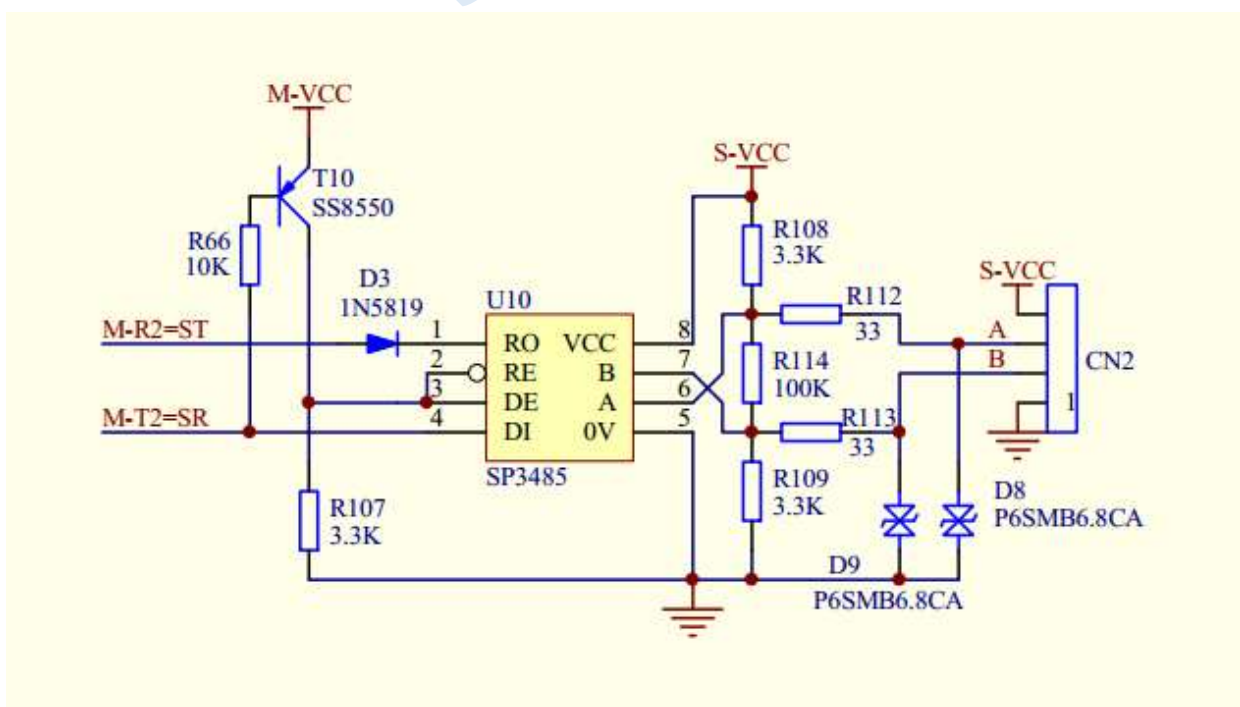 M-VCC
T10
SS8550
R66
10K
D3
1N5819
M-R2=ST
M-T2=SR
R107
3.3K
U10
1
2
3
4
RO
RE
DE
DI
VCC
B
A
0V
8
7
6
5
SP3485
S-VCC
R108
3.3K
R112
33
R114
100K
R113
33
R109
3.3K
S-VCC
A
B
1
CN2
D8
P6SMB6.8CA
D9
P6SMB6.8CA